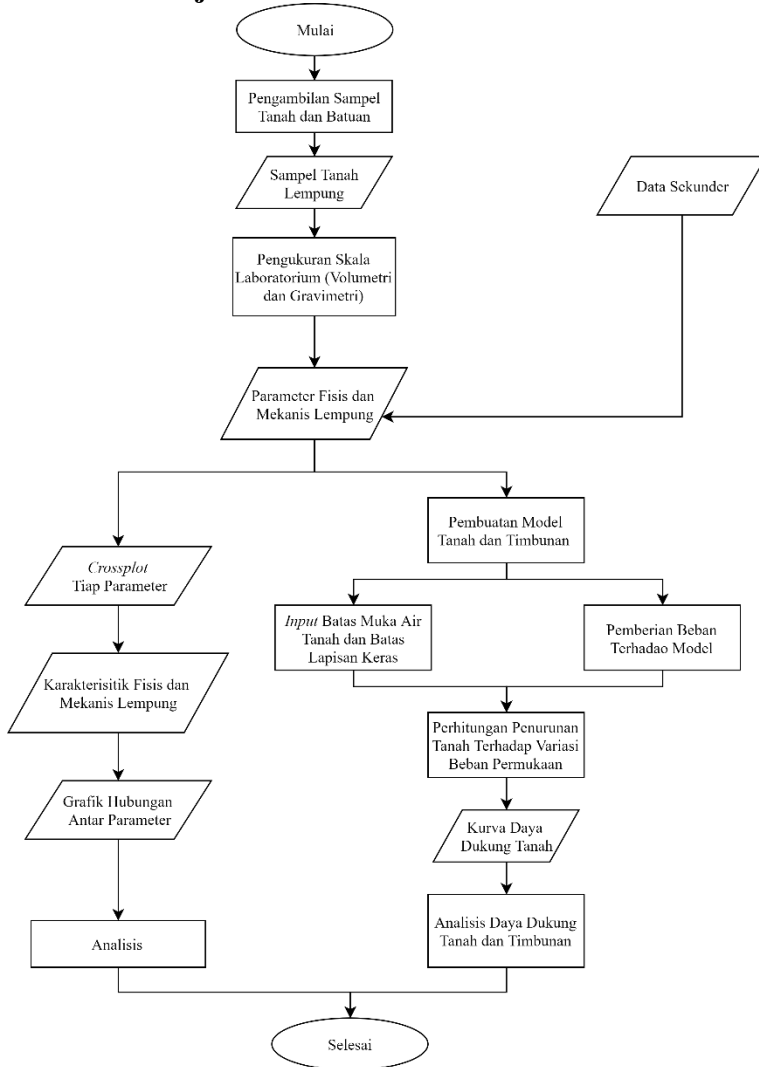 Mulai
Pengambilan Sampel
Tanah dan Batuan
Sampel Tanah
Lempung
Data Sekunder
Pengukuran Skala
Laboratorium (Volumetri
dan Gravimetri)
Parameter Fisis dan
Mekanis Lempung
Crossplot
Tiap Parameter
Karakterisitik Fisis dan
Mekanis Lempung
Grafik Hubungan
Antar Parameter
Analisis
Pembuatan Model
Tanah dan Timbunan
Input Batas Muka Air
Tanah dan Batas
Lapisan Keras
Pemberian Beban
Terhadao Model
Perhitungan Penurunan
Tanah Terhadap Variasi
Beban Permukaan
Kurva Daya
Dukung Tanah
Analisis Daya Dukung
Tanah dan Timbunan
Selesai